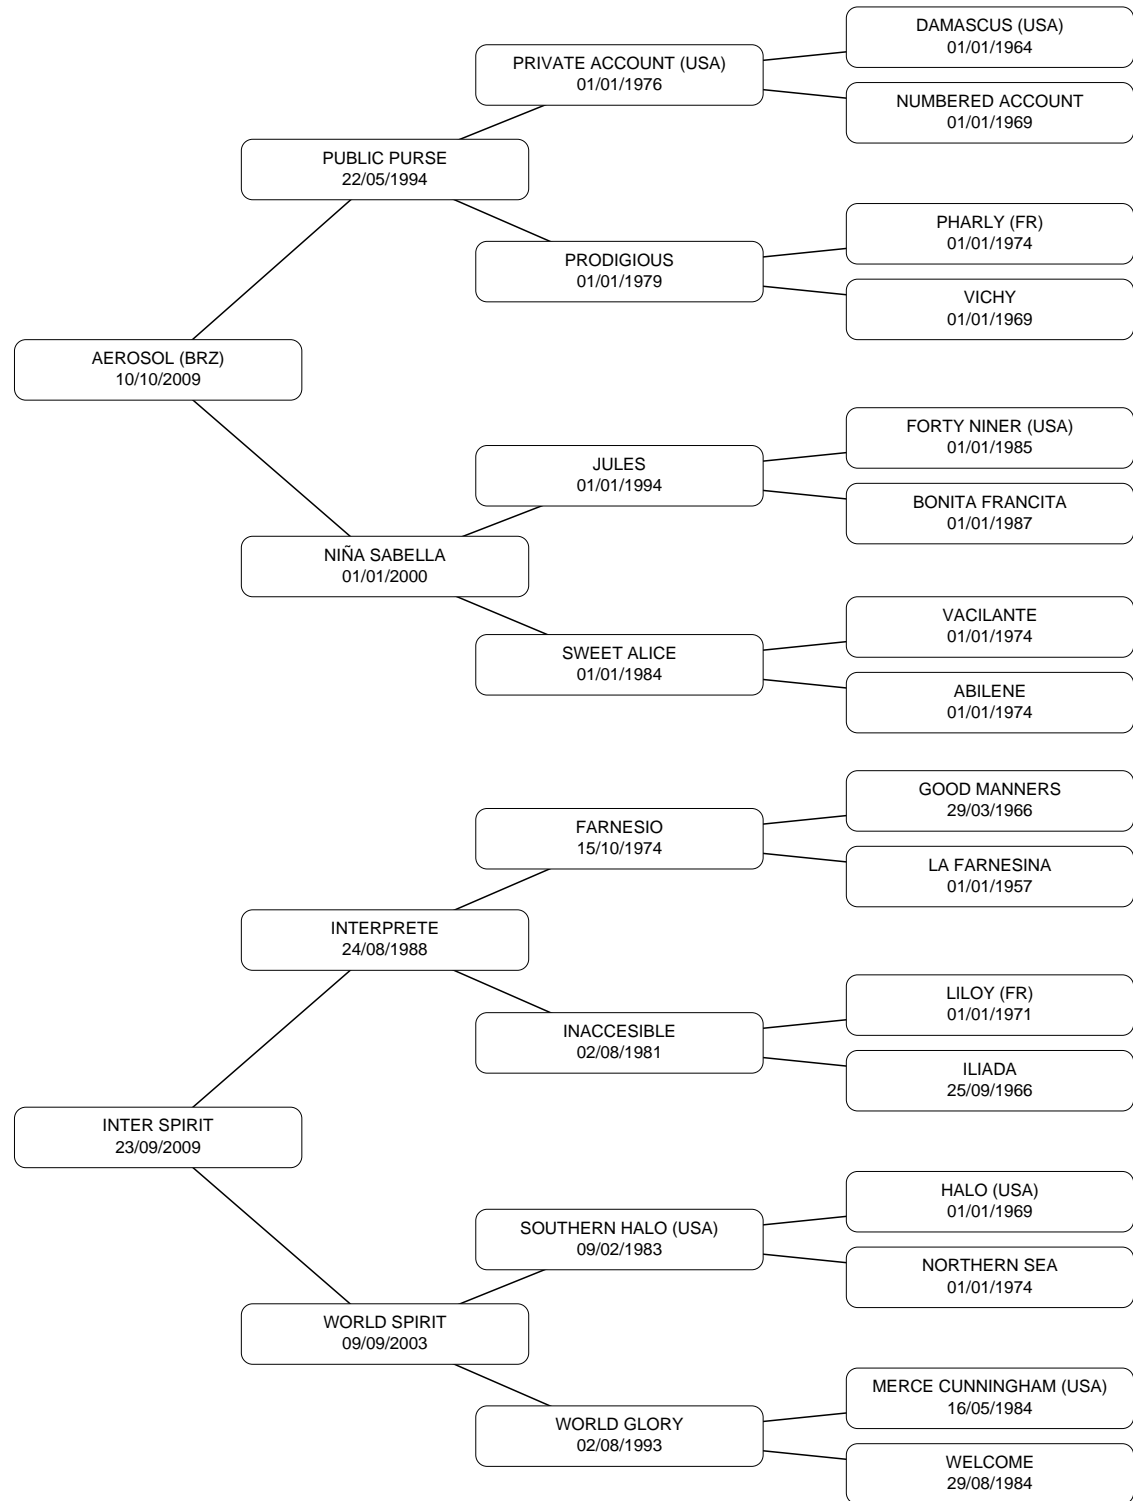 DAMASCUS (USA)
01/01/1964
PRIVATE ACCOUNT (USA)
01/01/1976
NUMBERED ACCOUNT
01/01/1969
PUBLIC PURSE
22/05/1994
PHARLY (FR)
01/01/1974
PRODIGIOUS
01/01/1979
VICHY
01/01/1969
AEROSOL (BRZ)
10/10/2009
FORTY NINER (USA)
01/01/1985
JULES
01/01/1994
BONITA FRANCITA
01/01/1987
NIÑA SABELLA
01/01/2000
VACILANTE
01/01/1974
SWEET ALICE
01/01/1984
ABILENE
01/01/1974
GOOD MANNERS
29/03/1966
FARNESIO
15/10/1974
LA FARNESINA
01/01/1957
INTERPRETE
24/08/1988
LILOY (FR)
01/01/1971
INACCESIBLE
02/08/1981
ILIADA
25/09/1966
INTER SPIRIT
23/09/2009
HALO (USA)
01/01/1969
SOUTHERN HALO (USA)
09/02/1983
NORTHERN SEA
01/01/1974
WORLD SPIRIT
09/09/2003
MERCE CUNNINGHAM (USA)
16/05/1984
WORLD GLORY
02/08/1993
WELCOME
29/08/1984